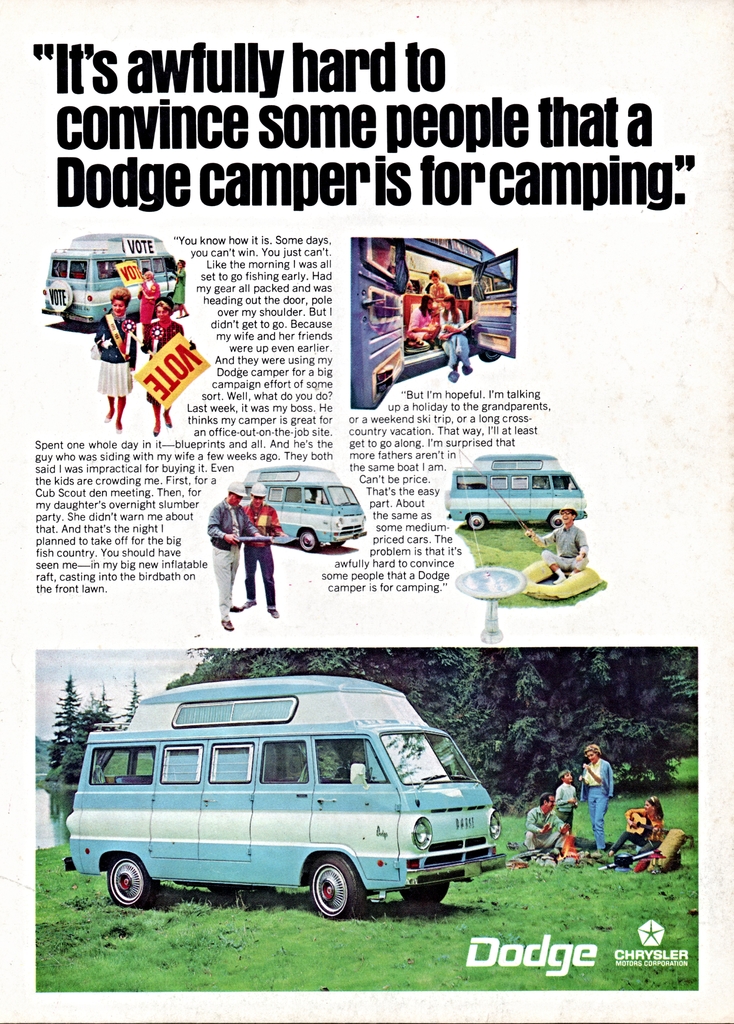 “It's awfully hard to
convince some people that a
Dodge camper is for camping.”
VOTE
VOTE
VOTE
VOTE
“You know how it is. Some days,
you can't win. You just can't.
Like the morning I was all
set to go fishing early. Had
my gear all packed and was
heading out the door, pole
over my shoulder. But I
didn't get to go. Because
my wife and her friends
were up even earlier.
And they were using my
Dodge camper for a big
campaign effort of some
sort. Well, what do you do?
Last week, it was my boss. He
thinks my camper is great for
an office-out-on-the-job site.
Spent one whole day in it—blueprints and all. And he's the
guy who was siding with my wife a few weeks ago. They both
said I was impractical for buying it. Even
the kids are crowding me. First, for a
Cub Scout den meeting. Then, for
my daughter's overnight slumber
party. She didn't warn me about
that. And that's the night I
planned to take off for the big
fish country. You should have
seen me—in my big new inflatable
raft, casting into the birdbath on
the front lawn.
“But I'm hopeful. I'm talking
up a holiday to the grandparents,
or a weekend ski trip, or a long cross-
country vacation. That way, I'll at least
get to go along. I'm surprised that
more fathers aren't in
the same boat I am.
Can't be price.
That's the easy
part. About
the same as
some medium-
priced cars. The
problem is that it's
awfully hard to convince
some people that a Dodge
camper is for camping.”
DODGE
Dodge
Dodge
CHRYSLER
MOTORS CORPORATION